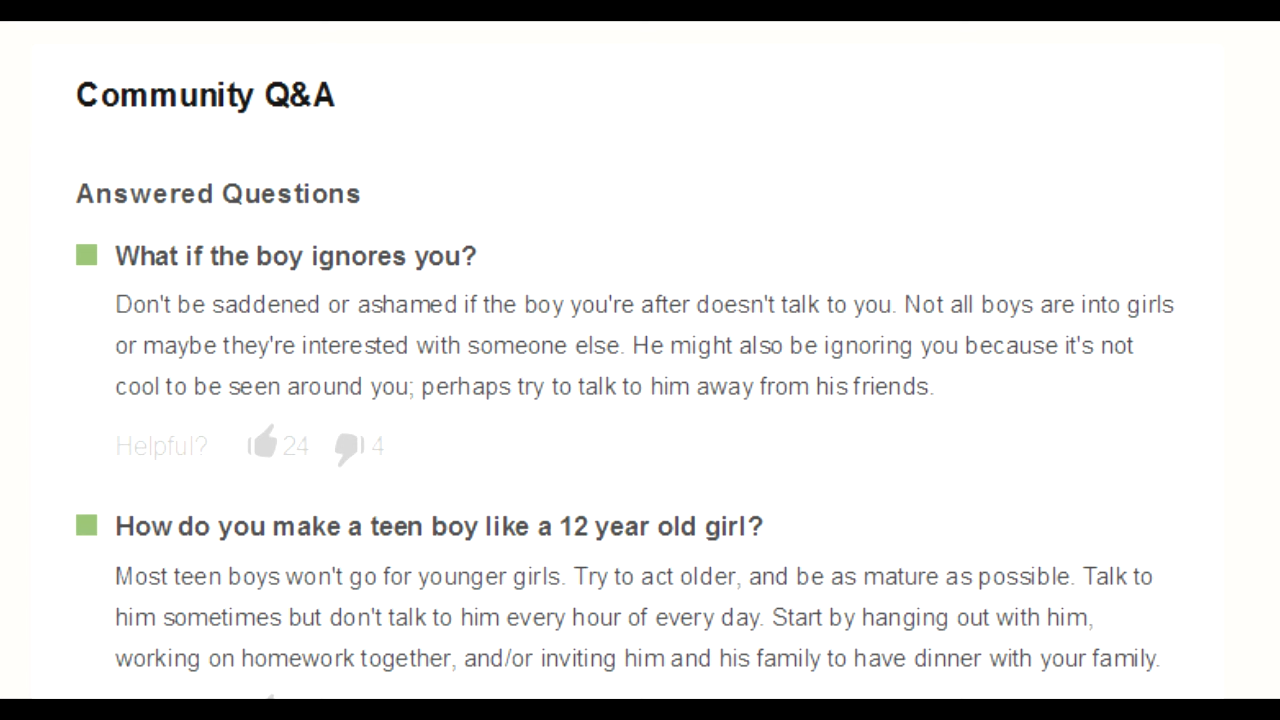 Community Q&A
Answered Questions
What if the boy ignores you?
Don't be saddened or ashamed if the boy you're after doesn't talk to you. Not all boys are into girls
or maybe they're interested with someone else. He might also be ignoring you because it's not
cool to be seen around you; perhaps try to talk to him away from his friends.
Helpful? 24 4
How do you make a teen boy like a 12 year old girl?
Most teen boys won't go for younger girls. Try to act older, and be as mature as possible. Talk to
him sometimes but don't talk to him every hour of every day. Start by hanging out with him,
working on homework together, and/or inviting him and his family to have dinner with your family.